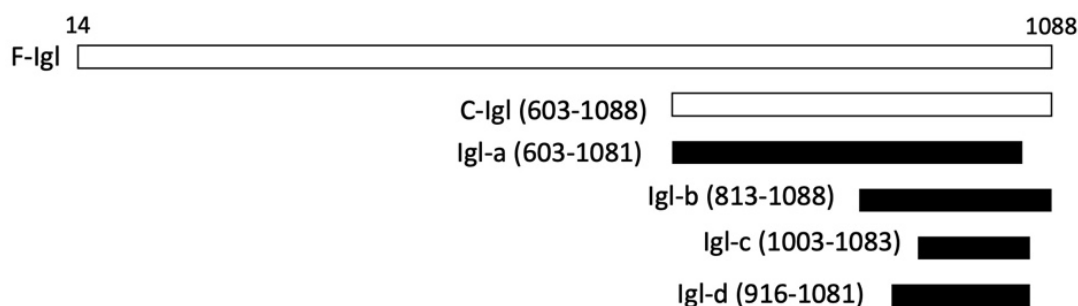 14 1088
F-Igl
C-Igl (603-1088)
Igl-a (603-1081)
Igl-b (813-1088)
Igl-c (1003-1083)
Igl-d (916-1081)